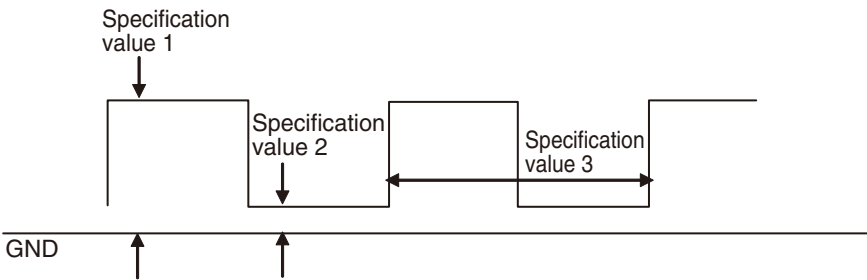 Specification
value 1
Specification
value 2
Specification
value 3
GND